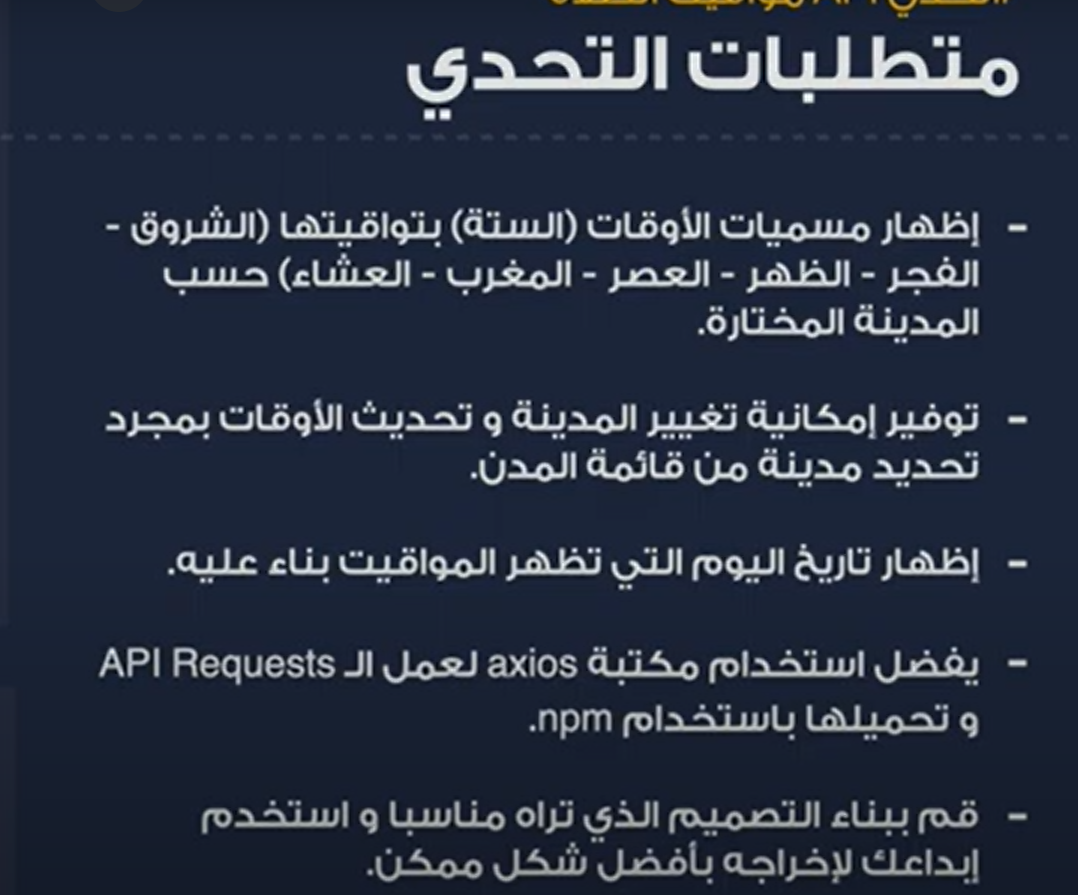 متطلبات التحدي
- إظهار مسميات الأوقات (الستة) بتواقيتها (الشروق -
الفجر - الظهر - العصر - المغرب - العشاء) حسب
المدينة المختارة.
- توفير إمكانية تغيير المدينة و تحديث الأوقات بمجرد
تحديد مدينة من قائمة المدن.
- إظهار تاريخ اليوم التي تظهر المواقيت بناء عليه.
- يفضل استخدام مكتبة axios لعمل الـ API Requests
و تحميلها باستخدام npm.
- قم ببناء التصميم الذي تراه مناسبا و استخدم
إبداعك لإخراجه بأفضل شكل ممكن.